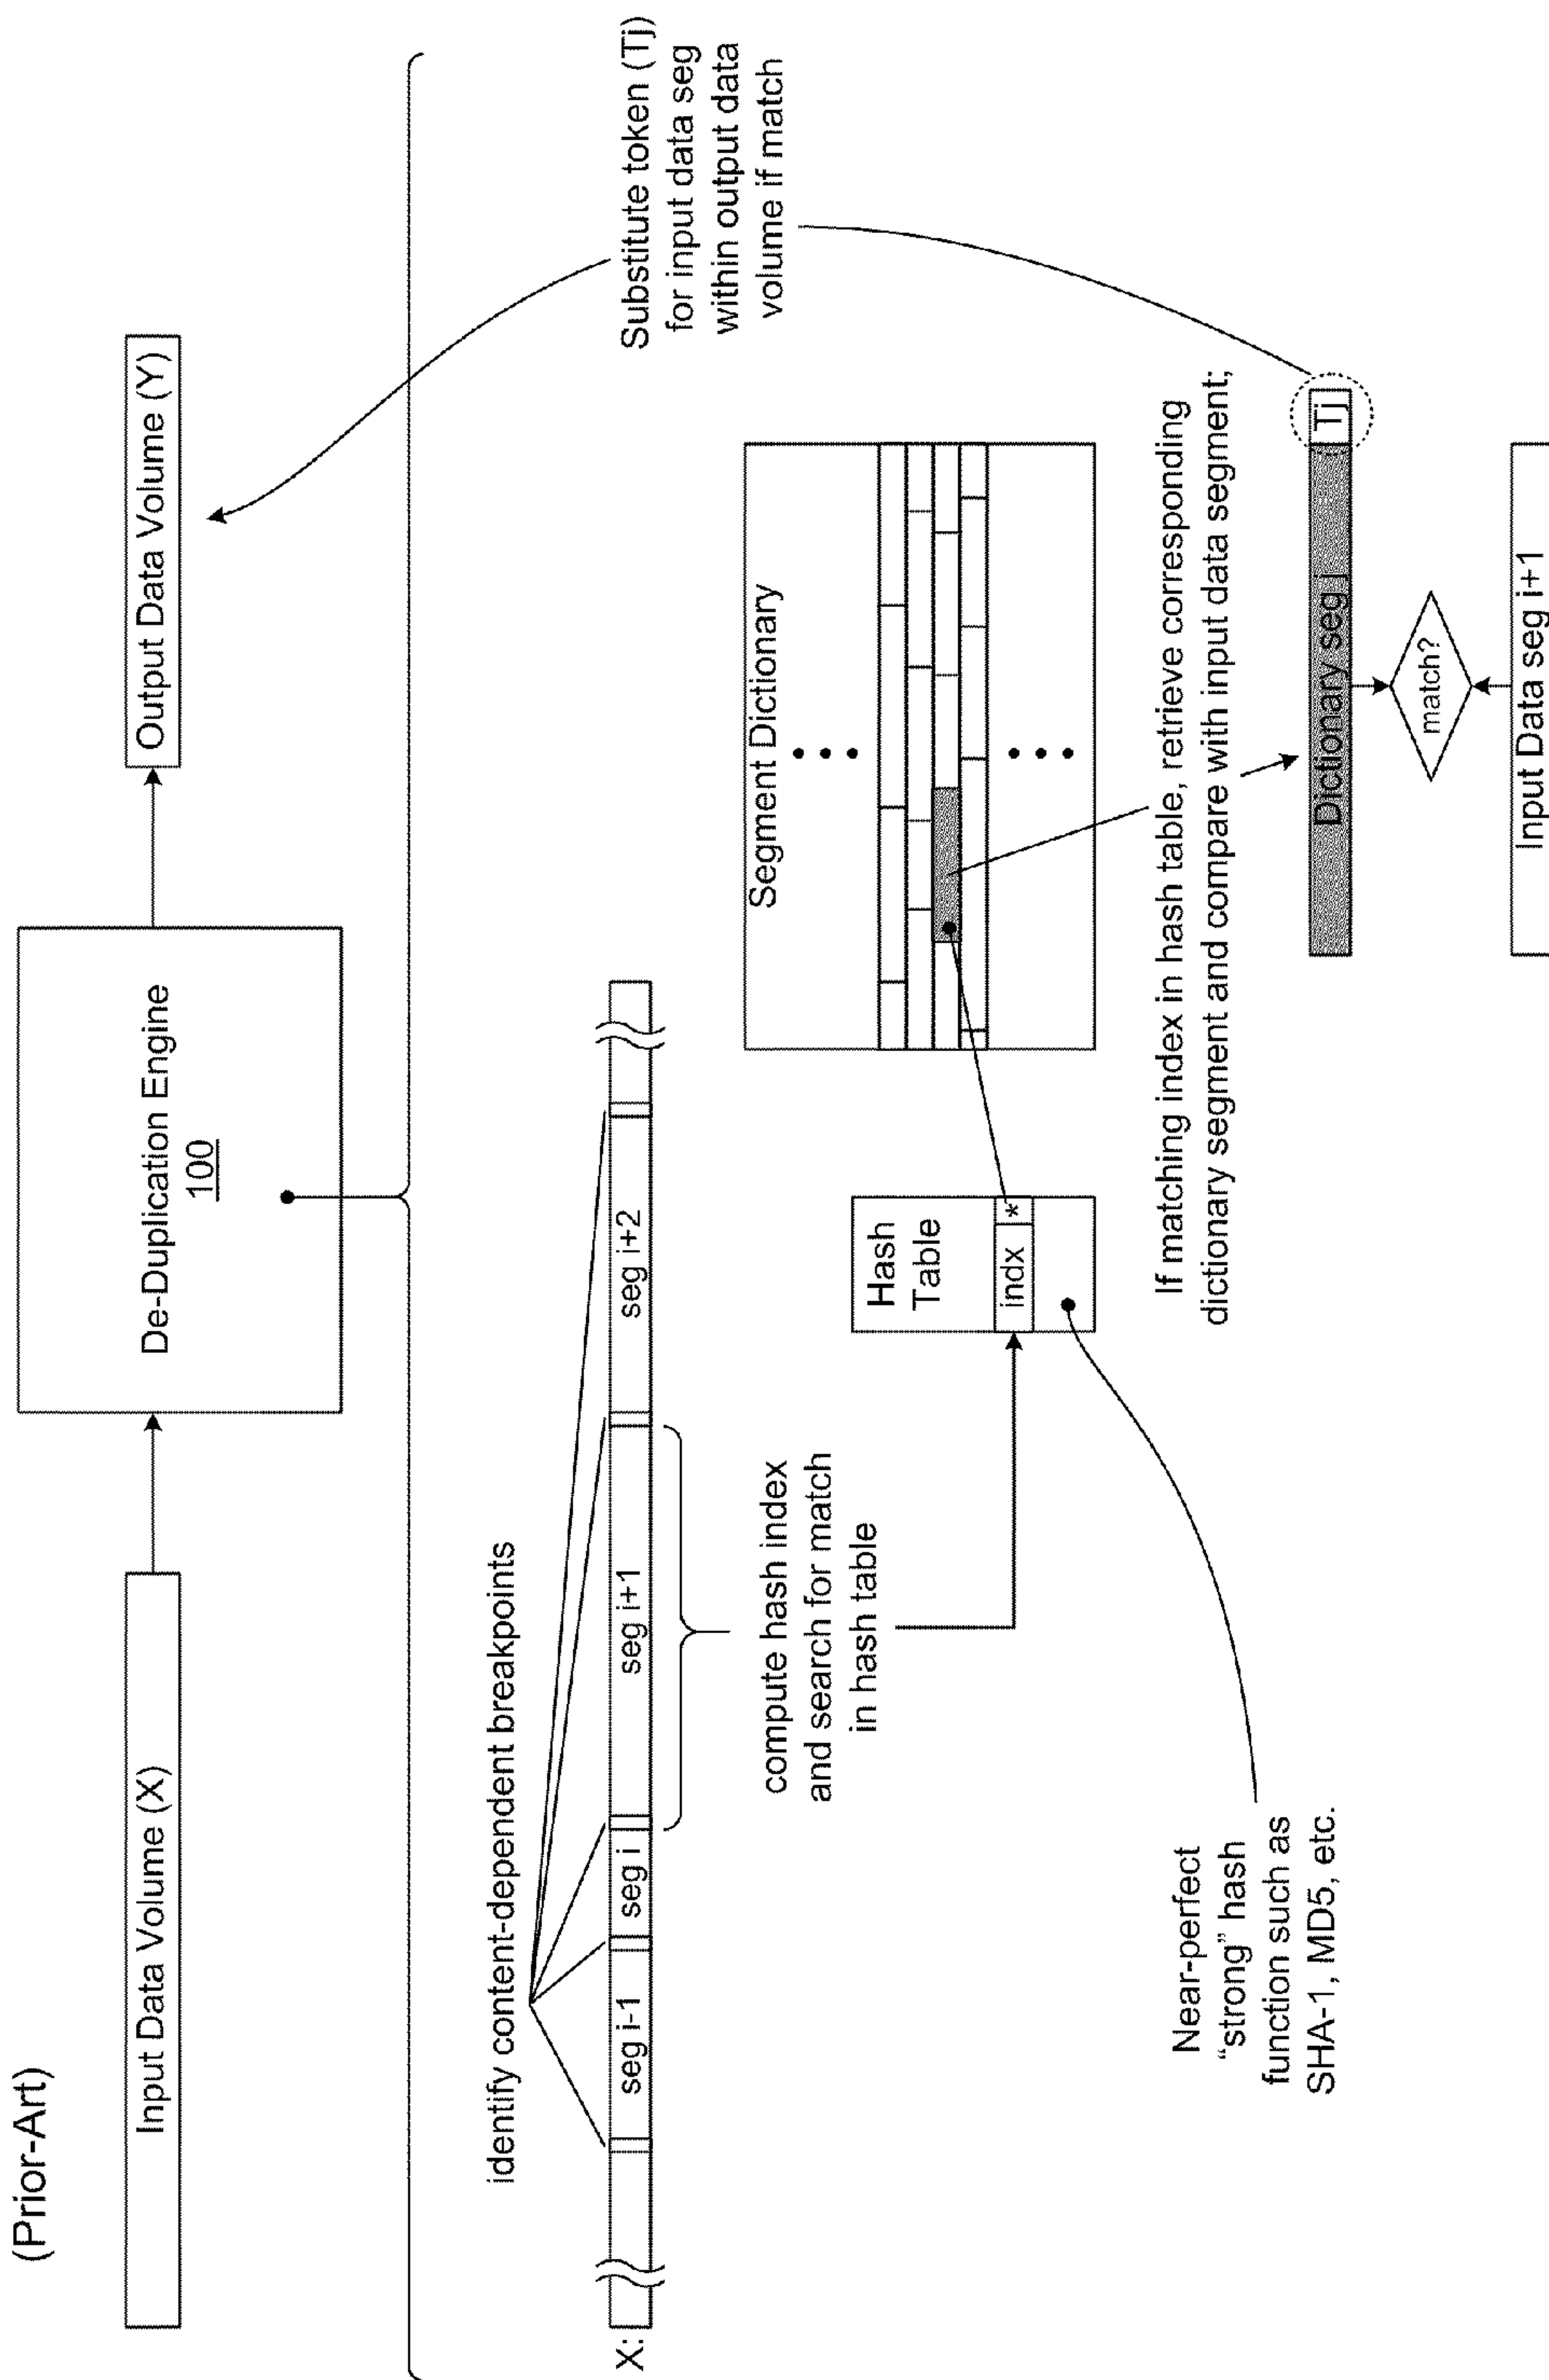 (Prior-Art)
Input Data Volume (X)
De-Duplication Engine
100
Output Data Volume (Y)
identify content-dependent breakpoints
X:
seg i-1
seg i
seg i+1
seg i+2
compute hash index
and search for match
in hash table
Substitute token (Tj)
for input data seg
within output data
volume if match
Segment Dictionary
Hash
Table
indx
*
Near-perfect
"strong" hash
function such as
SHA-1, MD5, etc.
If matching index in hash table, retrieve corresponding
dictionary segment and compare with input data segment;
Dictionary seg j
Tj
match?
Input Data seg i+1